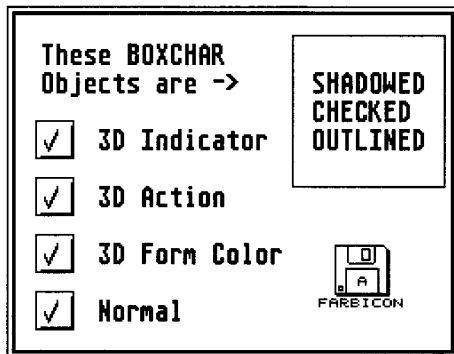 These BOXCHAR
Objects are ->
SHADOWED
CHECKED
OUTLINED
3D Indicator
3D Action
3D Form Color
Normal
A
FARBICON